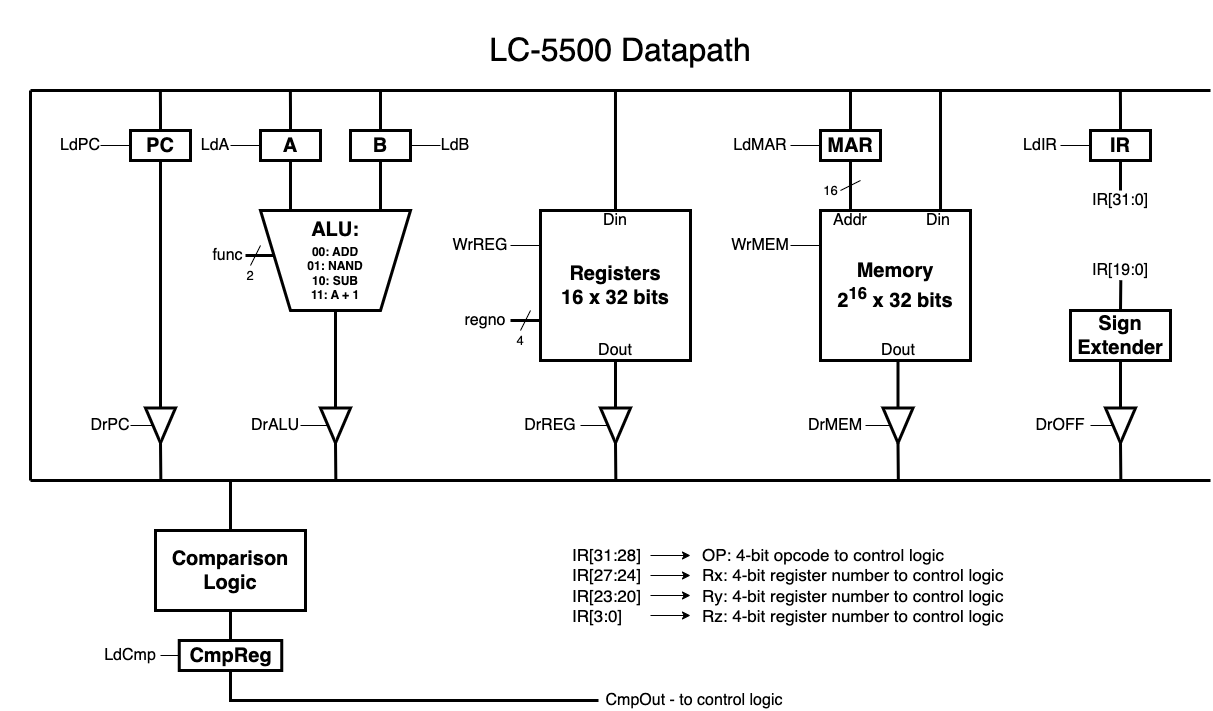 LC-5500 Datapath
LdPC
PC
LdA
A
B
LdB
LdMAR
MAR
LdIR
IR
16
IR[31:0]
ALU:
00: ADD
01: NAND
10: SUB
11: A + 1
func
2
Din
WrREG
Registers
16 x 32 bits
regno
4
Dout
Addr
Din
WrMEM
Memory
2^16 x 32 bits
Dout
IR[19:0]
Sign
Extender
DrPC
DrALU
DrREG
DrMEM
DrOFF
Comparison
Logic
LdCmp
CmpReg
CmpOut - to control logic
IR[31:28] OP: 4-bit opcode to control logic
IR[27:24] Rx: 4-bit register number to control logic
IR[23:20] Ry: 4-bit register number to control logic
IR[3:0] Rz: 4-bit register number to control logic